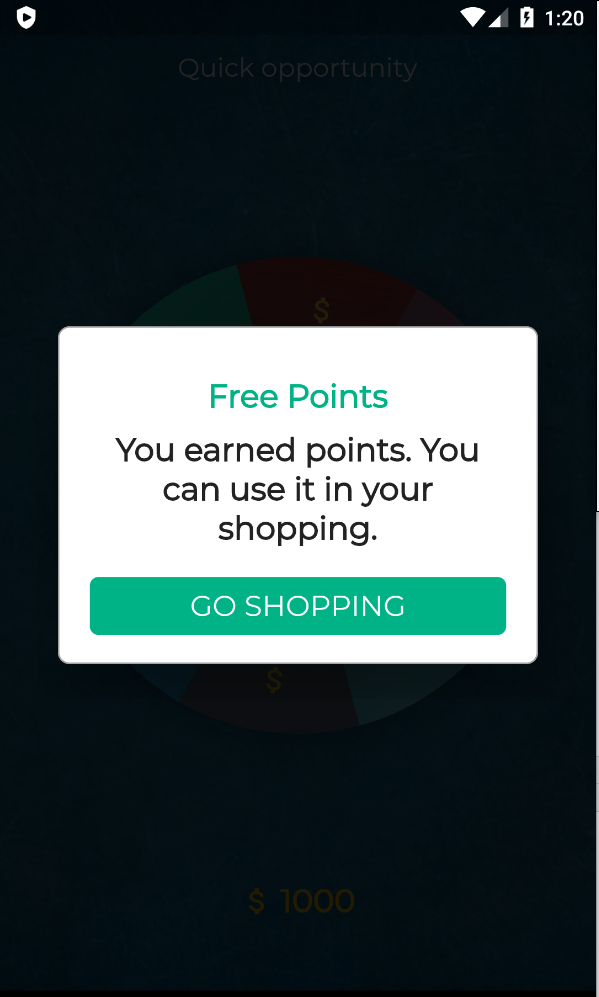 1:20
Quick opportunity
$
Free Points
You earned points. You
can use it in your
shopping.
GO SHOPPING
$
$ 1000